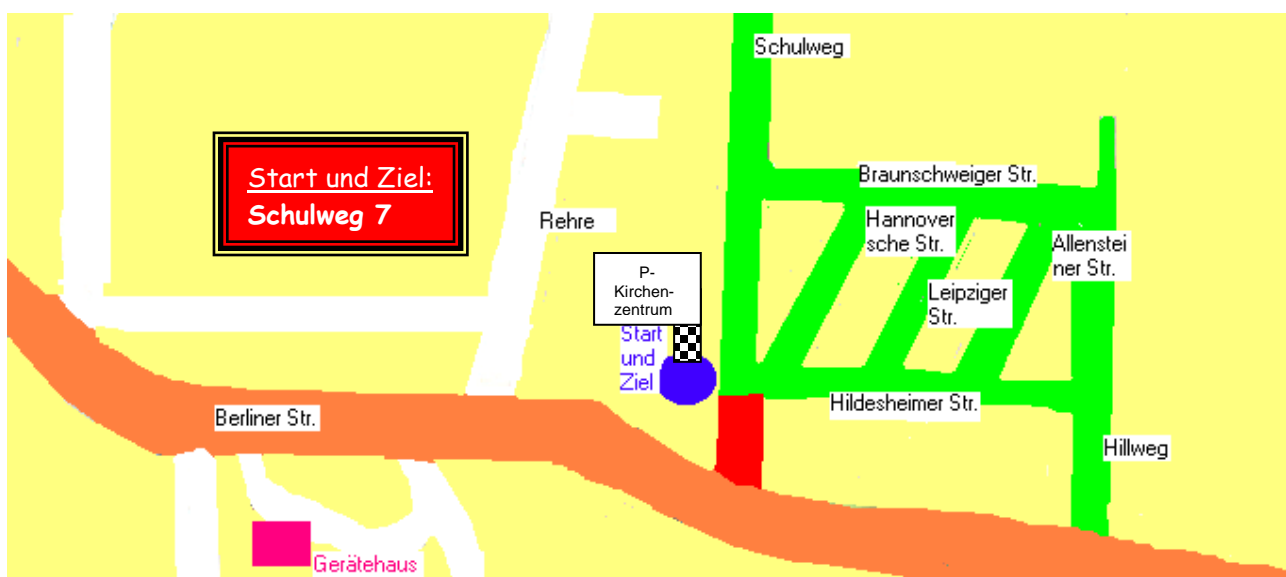 Schulweg
Start und Ziel:
Schulweg 7
Braunschweiger Str.
Rehre
Hannover
sche Str.
Allenstei
ner Str.
P-
Kirchen-
zentrum
Leipziger
Str.
Start
und
Ziel
Hildesheimer Str.
Berliner Str.
Hillweg
Gerätehaus